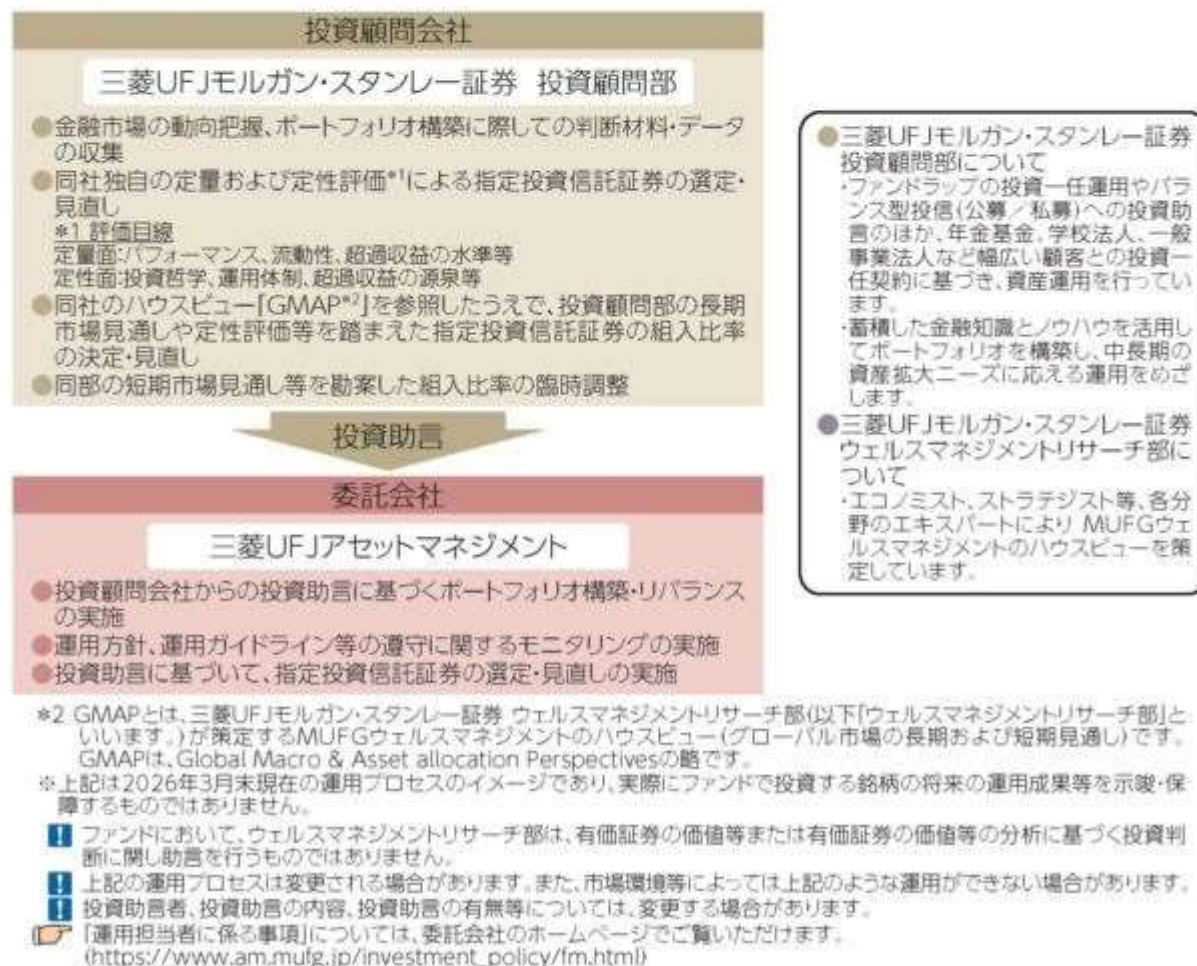 投資顧問会社
三菱UFJモルガン・スタンレー証券 投資顧問部
●金融市場の動向把握、ポートフォリオ構築に際しての判断材料・データ
の収集
●同社独自の定量および定性評価*1による指定投資信託証券の選定・
見直し
*1 評価目線
定量面:パフォーマンス、流動性、超過収益の水準等
定性面:投資哲学、運用体制、超過収益の源泉等
●同社のハウスビュー「GMAP*2」を参照したうえで、投資顧問部の長期
市場見通しや定性評価等を踏まえた指定投資信託証券の組入比率
の決定・見直し
●同部の短期市場見通し等を勘案した組入比率の臨時調整
投資助言
委託会社
三菱UFJアセットマネジメント
●投資顧問会社からの投資助言に基づくポートフォリオ構築・リバランス
の実施
●運用方針、運用ガイドライン等の遵守に関するモニタリングの実施
●投資助言に基づいて、指定投資信託証券の選定・見直しの実施
●三菱UFJモルガン・スタンレー証券
投資顧問部について
・ファンドラップの投資一任運用やバラ
ンス型投信(公募/私募)への投資助
言のほか、年金基金、学校法人、一般
事業法人など幅広い顧客との投資一
任契約に基づき、資産運用を行ってい
ます。
・蓄積した金融知識とノウハウを活用し
てポートフォリオを構築し、中長期の
資産拡大ニーズに応える運用をめざ
します。
●三菱UFJモルガン・スタンレー証券
ウェルスマネジメントリサーチ部に
ついて
・エコノミスト、ストラテジスト等、各分
野のエキスパートにより MUFGウェ
ルスマネジメントのハウスビューを策
定しています。
*2 GMAPとは、三菱UFJモルガン・スタンレー証券 ウェルスマネジメントリサーチ部(以下「ウェルスマネジメントリサーチ部」と
いいます。)が策定するMUFGウェルスマネジメントのハウスビュー(グローバル市場の長期および短期見通し)です。
GMAPは、Global Macro & Asset allocation Perspectivesの略です。
※上記は2026年3月末現在の運用プロセスのイメージであり、実際にファンドで投資する銘柄の将来の運用成果等を示唆・保
障するものではありません。
! ファンドにおいて、ウェルスマネジメントリサーチ部は、有価証券の価値等または有価証券の価値等の分析に基づく投資判
断に関し助言を行うものではありません。
! 上記の運用プロセスは変更される場合があります。また、市場環境等によっては上記のような運用ができない場合があります。
! 投資助言者、投資助言の内容、投資助言の有無等については、変更する場合があります。
「運用担当者に係る事項」については、委託会社のホームページでご覧いただけます。
(https://www.am.mufg.jp/investment_policy/fm.html)